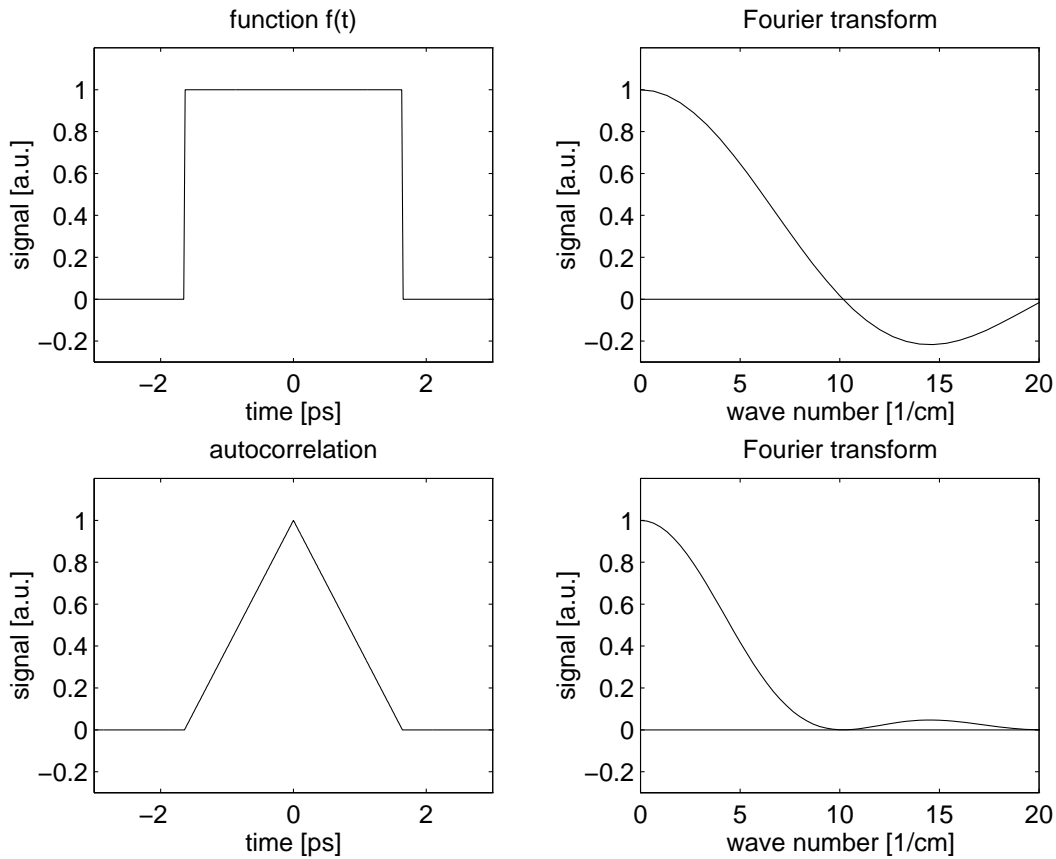 function f(t)
1
0.8
0.6
0.4
0.2
0
−0.2
signal [a.u.]
−2 0 2
time [ps]
Fourier transform
1
0.8
0.6
0.4
0.2
0
−0.2
signal [a.u.]
0 5 10 15 20
wave number [1/cm]
autocorrelation
1
0.8
0.6
0.4
0.2
0
−0.2
signal [a.u.]
−2 0 2
time [ps]
Fourier transform
1
0.8
0.6
0.4
0.2
0
−0.2
signal [a.u.]
0 5 10 15 20
wave number [1/cm]